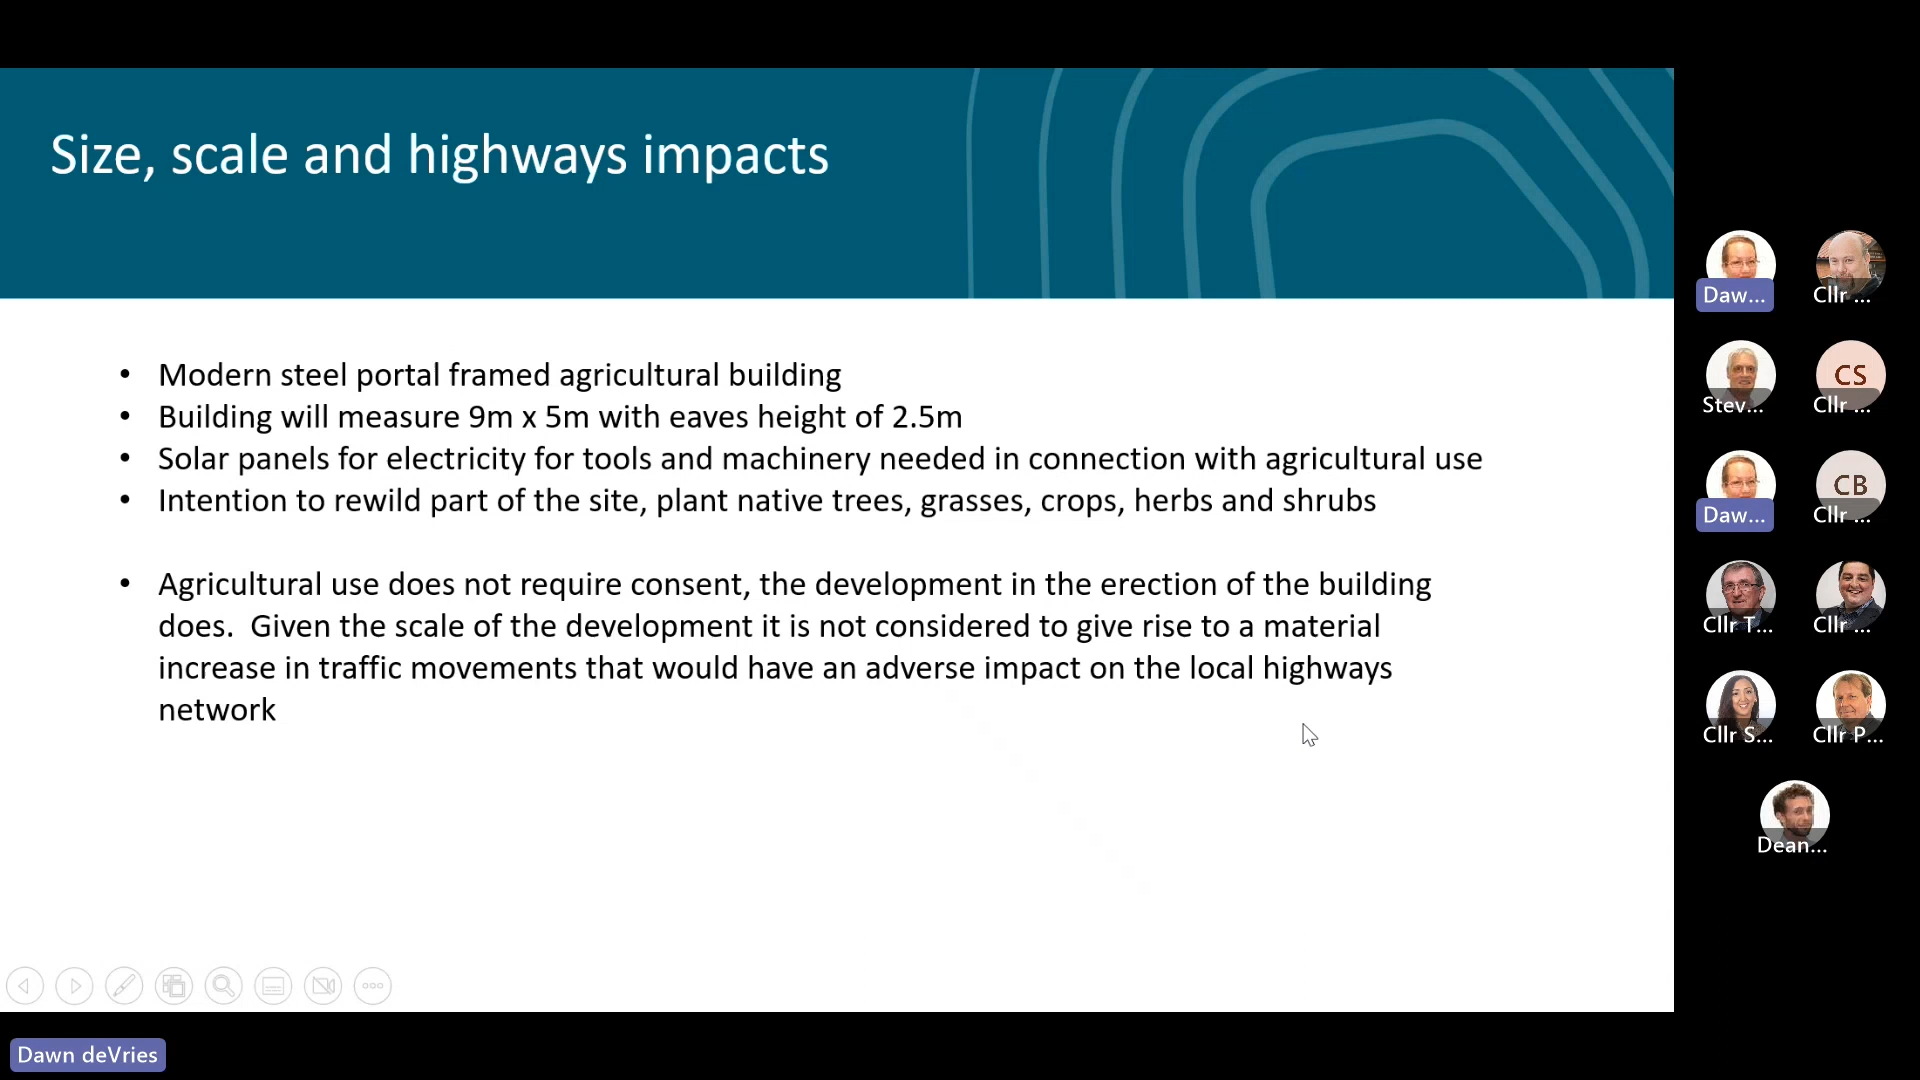 Size, scale and highways impacts
• Modern steel portal framed agricultural building
• Building will measure 9m x 5m with eaves height of 2.5m
• Solar panels for electricity for tools and machinery needed in connection with agricultural use
• Intention to rewild part of the site, plant native trees, grasses, crops, herbs and shrubs
• Agricultural use does not require consent, the development in the erection of the building
does.  Given the scale of the development it is not considered to give rise to a material
increase in traffic movements that would have an adverse impact on the local highways
network
Daw...
Cllr ...
Stev...
CS
Cllr ...
Daw...
CB
Cllr ...
Cllr T...
Cllr ...
Cllr S...
Cllr P...
Dean...
Dawn deVries